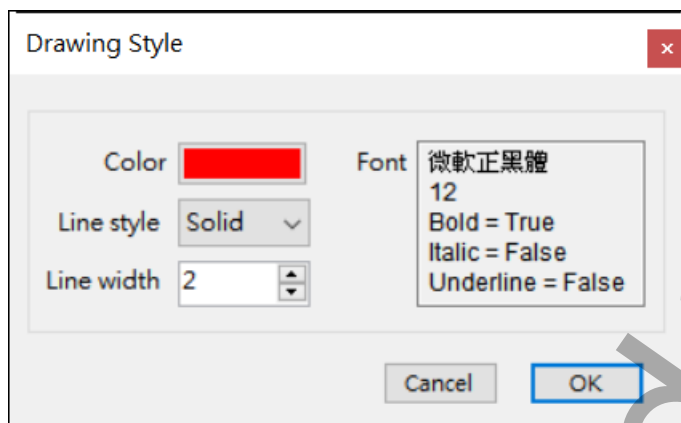 Drawing Style
Color
Line style Solid
Line width 2
Font 微軟正黑體
12
Bold = True
Italic = False
Underline = False
Cancel OK